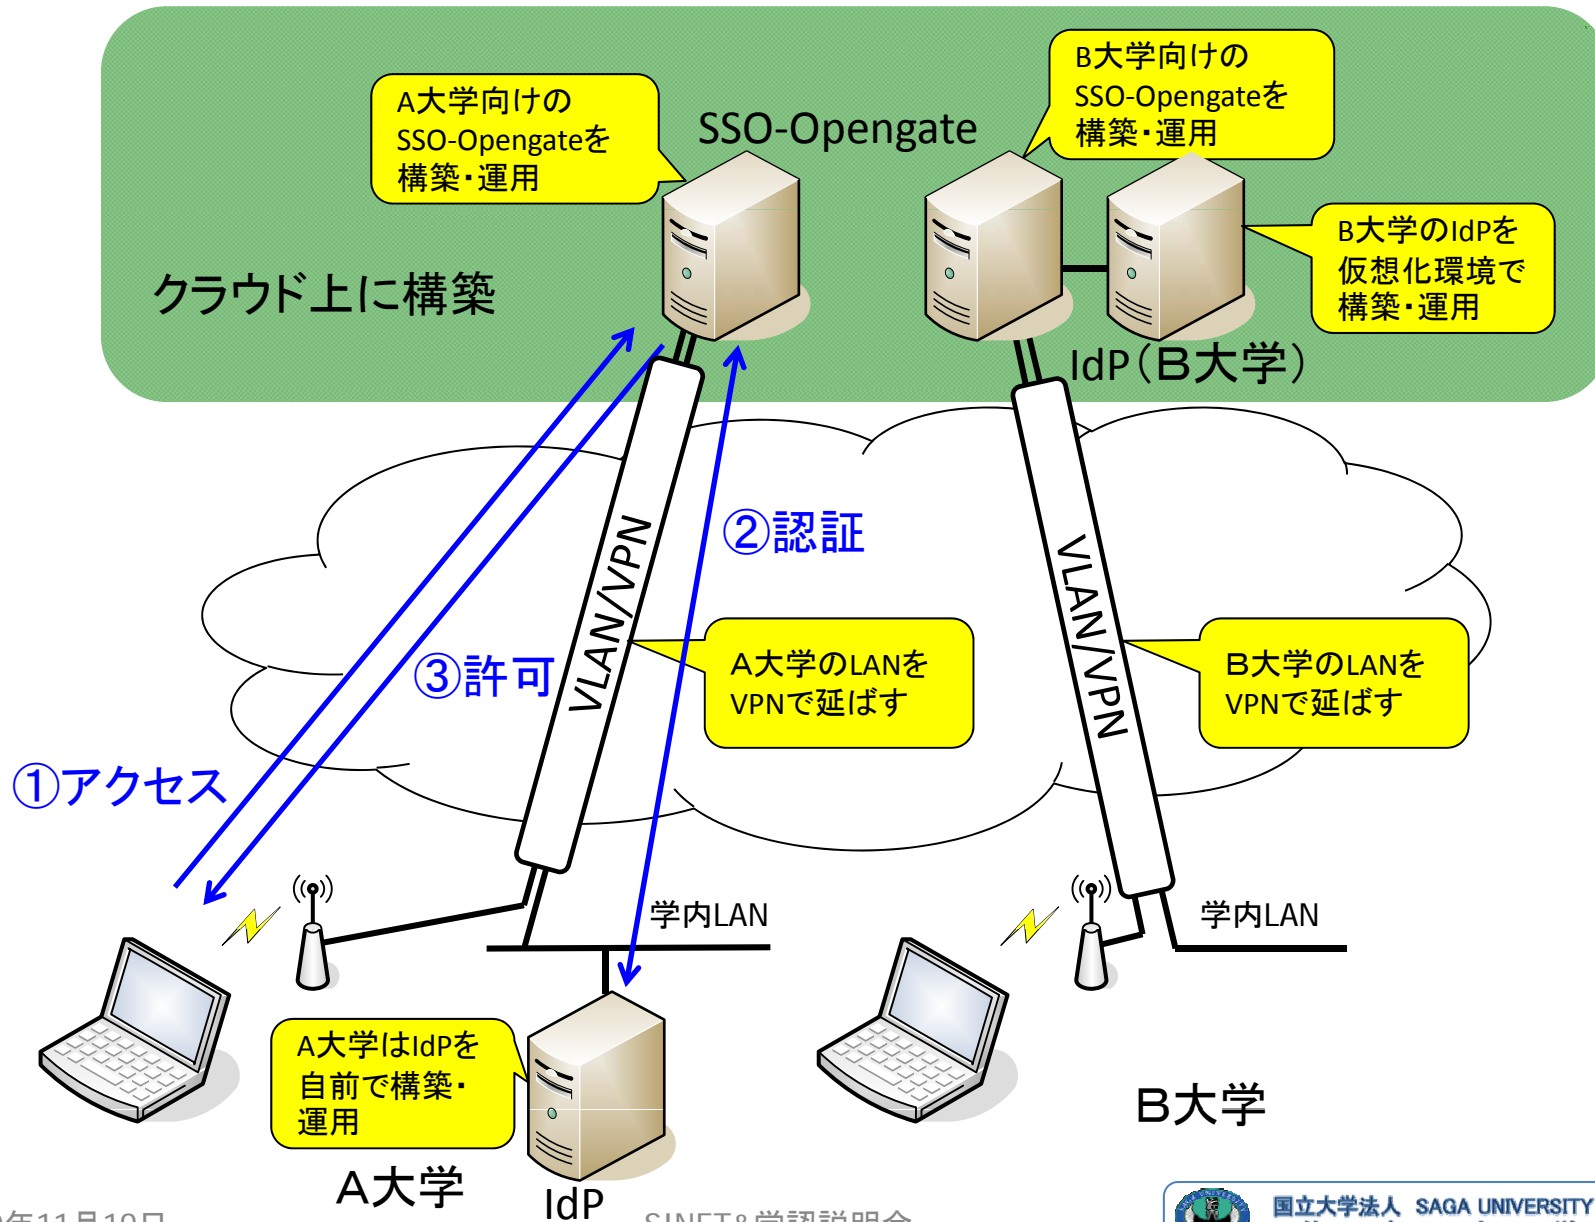 A大学向けの
SSO-Opengateを
構築・運用
SSO-Opengate
B大学向けの
SSO-Opengateを
構築・運用
B大学のIdPを
仮想化環境で
構築・運用
クラウド上に構築
IdP（B大学）
VLAN/VPN
②認証
VLAN/VPN
③許可
A大学のLANを
VPNで延ばす
B大学のLANを
VPNで延ばす
①アクセス
学内LAN
学内LAN
A大学はIdPを
自前で構築・
運用
A大学
IdP
B大学
国立大学法人 SAGA UNIVERSITY